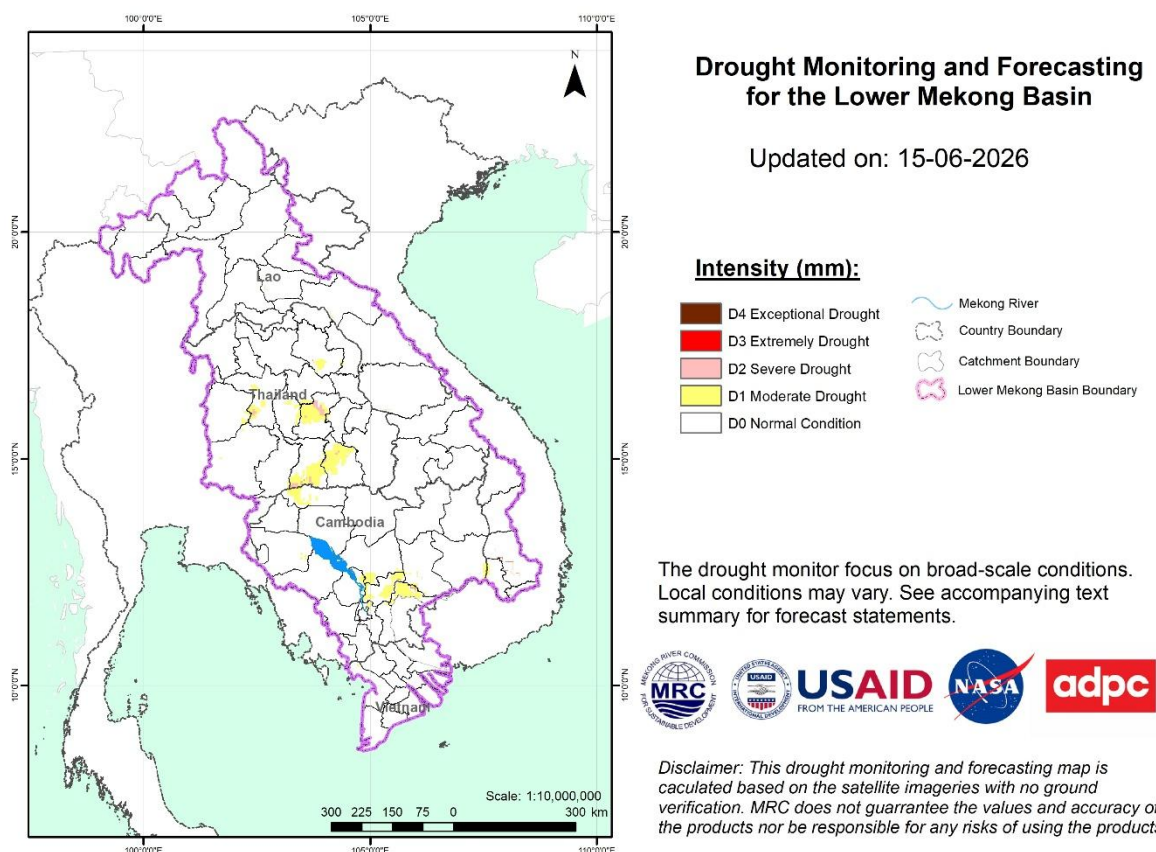 100°0'0"E
105°0'0"E
110°0'0"E
N
20°0'0"N
15°0'0"N
10°0'0"N
20°0'0"N
15°0'0"N
10°0'0"N
Lao
Thailand
Cambodia
Vietnam
Scale: 1:10,000,000
300 225 150 75 0 300 km
100°0'0"E
105°0'0"E
110°0'0"E
Drought Monitoring and Forecasting
for the Lower Mekong Basin
Updated on: 15-06-2026
Intensity (mm):
D4 Exceptional Drought
D3 Extremely Drought
D2 Severe Drought
D1 Moderate Drought
D0 Normal Condition
Mekong River
Country Boundary
Catchment Boundary
Lower Mekong Basin Boundary
The drought monitor focus on broad-scale conditions.
Local conditions may vary. See accompanying text
summary for forecast statements.
MEKONG RIVER COMMISSION
MRC
FOR SUSTAINABLE DEVELOPMENT
USAID
USAID
FROM THE AMERICAN PEOPLE
NASA
adpc
Disclaimer: This drought monitoring and forecasting map is
caculated based on the satellite imageries with no ground
verification. MRC does not guarrantee the values and accuracy of
the products nor be responsible for any risks of using the products